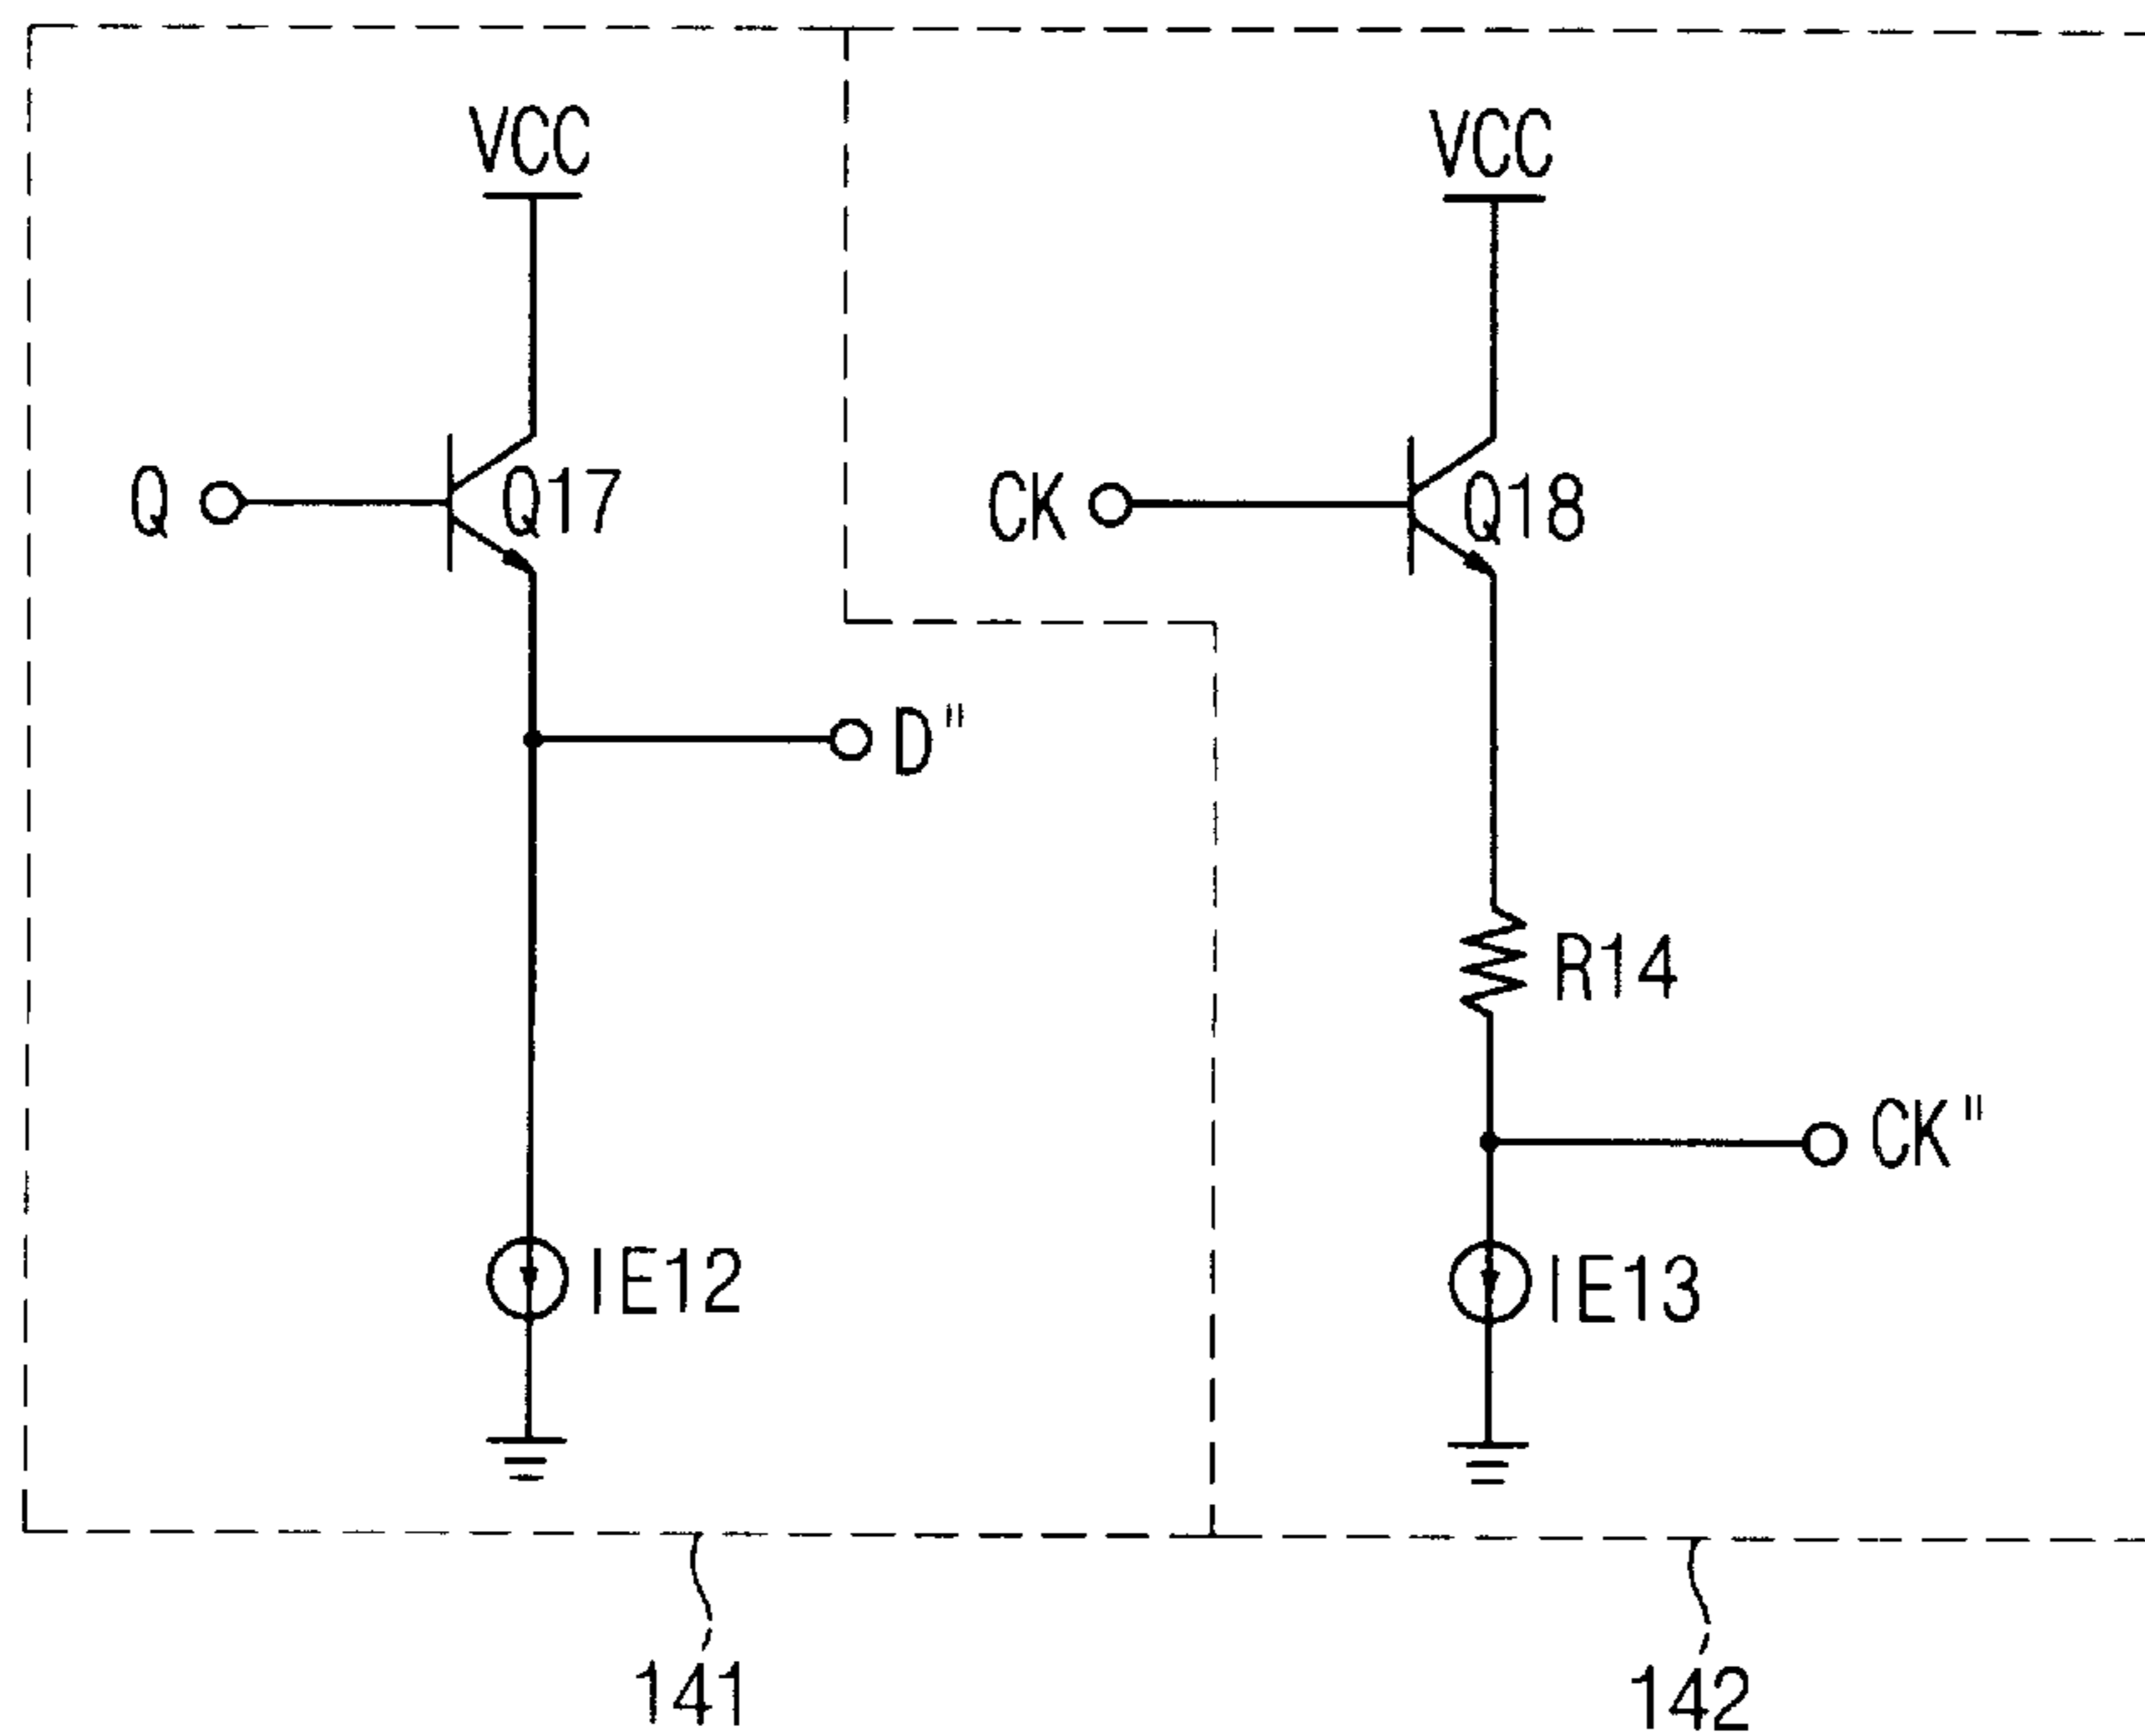 VCC
VCC
Q
Q17
CK
Q18
D"
R14
CK"
IE12
IE13
141
142